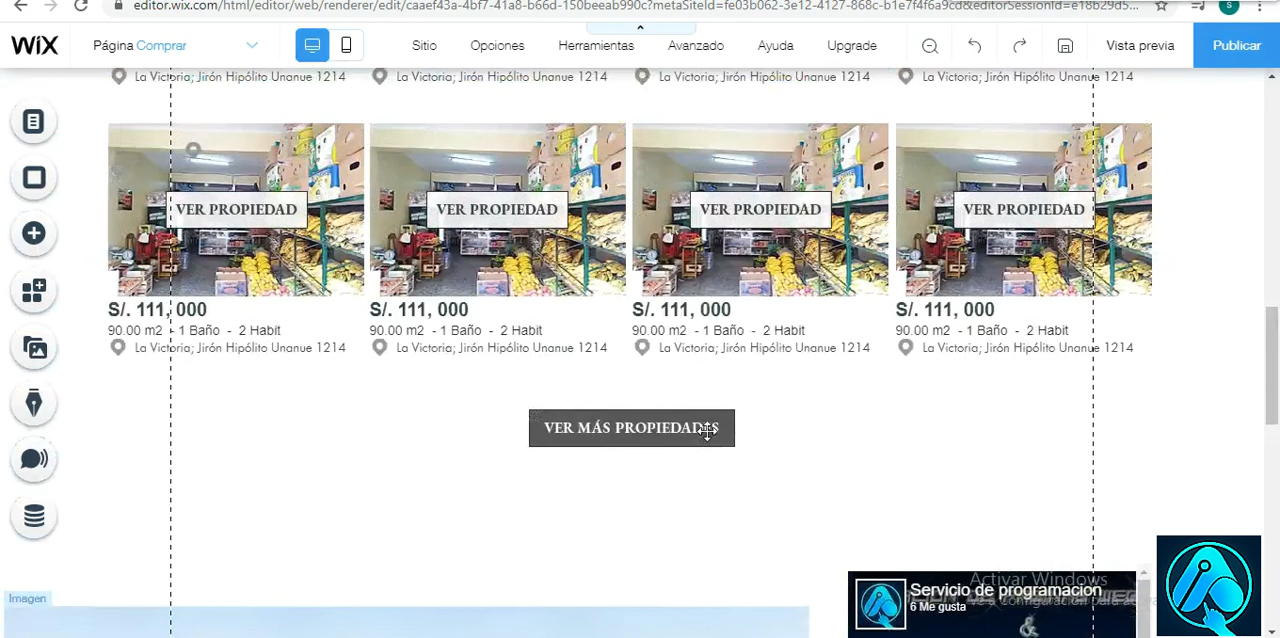 editor.wix.com/html/editor/web/renderer/edit/caaef43a-4bf7-41a8-b66d-150beeab990c?metaSiteId=fe03b062-3e12-4127-868c-b1e7f4f6a9cd&editorSessionId=e18b29d5...
WiX Página Comprar Sitio Opciones Herramientas Avanzado Ayuda Upgrade Vista previa Publicar
La Victoria; Jirón Hipólito Unanue 1214 La Victoria; Jirón Hipólito Unanue 1214 La Victoria; Jirón Hipólito Unanue 1214 La Victoria; Jirón Hipólito Unanue 1214
VER PROPIEDAD VER PROPIEDAD VER PROPIEDAD VER PROPIEDAD
S/. 111, 000 S/. 111, 000 S/. 111, 000 S/. 111, 000
90.00 m2 - 1 Baño - 2 Habit 90.00 m2 - 1 Baño - 2 Habit 90.00 m2 - 1 Baño - 2 Habit 90.00 m2 - 1 Baño - 2 Habit
La Victoria; Jirón Hipólito Unanue 1214 La Victoria; Jirón Hipólito Unanue 1214 La Victoria; Jirón Hipólito Unanue 1214 La Victoria; Jirón Hipólito Unanue 1214
VER MÁS PROPIEDADES
Activar Windows
Imagen Servicio de programación
6 Me gusta
&